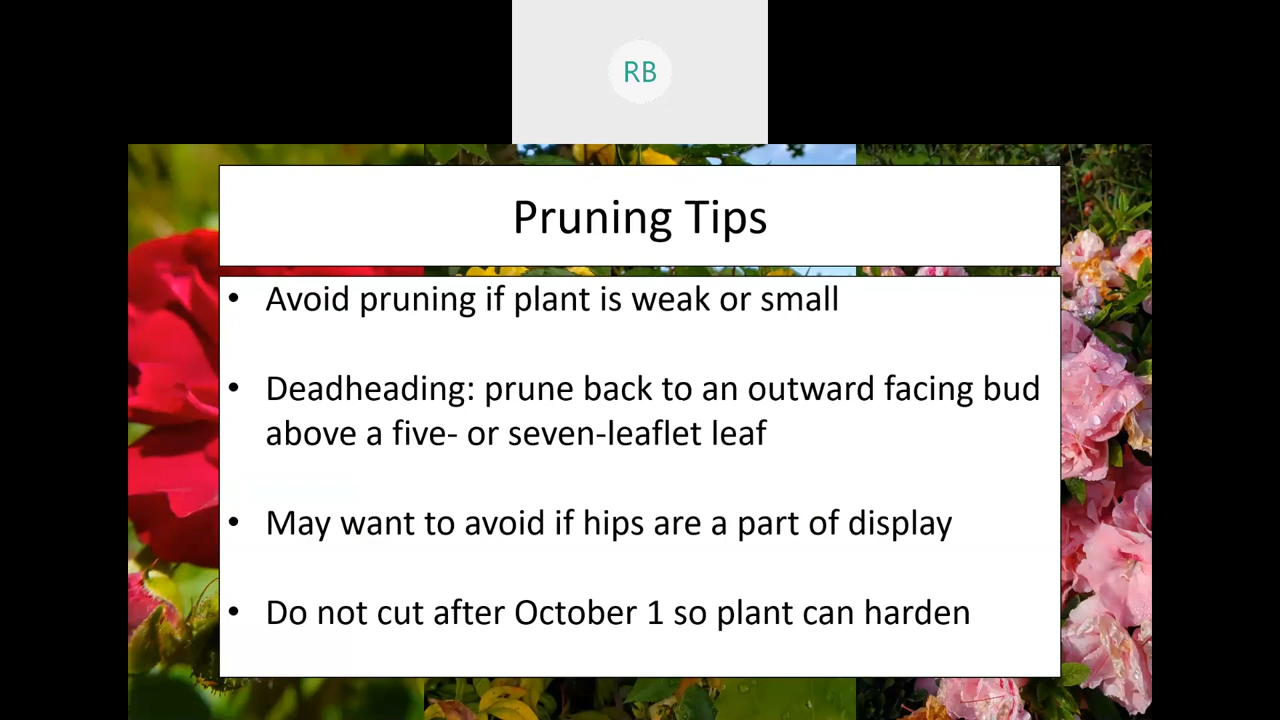 RB
Pruning Tips
• Avoid pruning if plant is weak or small
• Deadheading: prune back to an outward facing bud
above a five- or seven-leaflet leaf
• May want to avoid if hips are a part of display
• Do not cut after October 1 so plant can harden